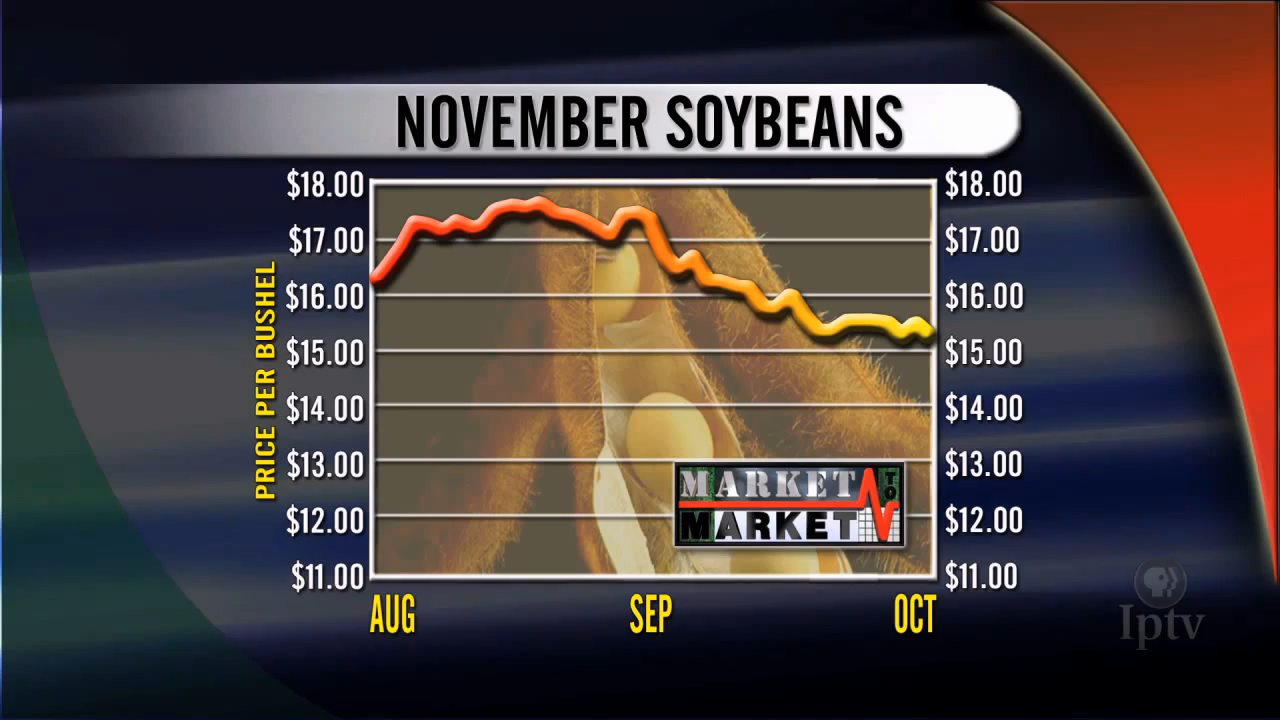 NOVEMBER SOYBEANS
$18.00 $18.00
$17.00 $17.00
$16.00 $16.00
$15.00 $15.00
$14.00 $14.00
$13.00 $13.00
$12.00 $12.00
$11.00 $11.00
PRICE PER BUSHEL
MARKET TO
MARKET
AUG SEP OCT
Iptv